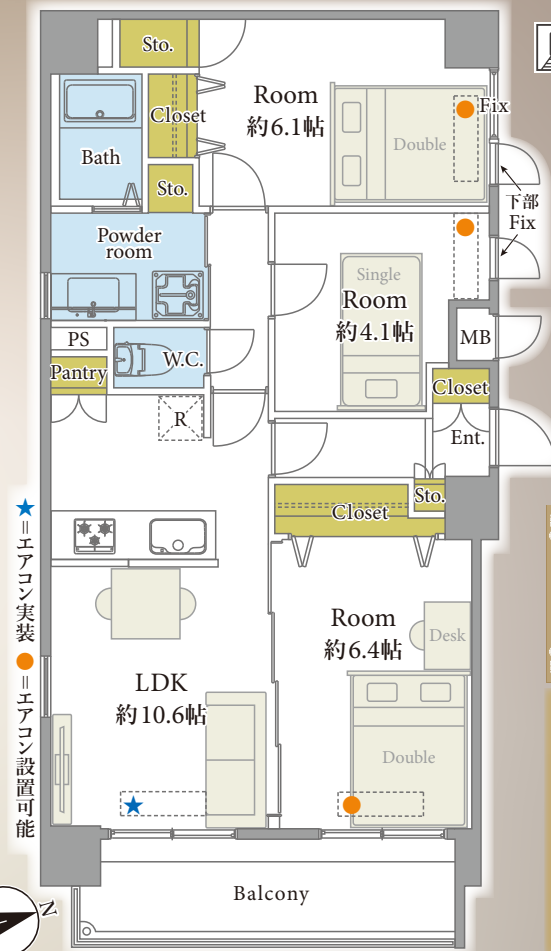 Sto.
Room
約6.1帖
Closet
Fix
Double
Bath
Sto.
下部
Fix
Powder
room
Single
Room
約4.1帖
PS
W.C.
MB
Pantry
Closet
R
Ent.
Sto.
Closet
★=エアコン実装 ●=エアコン設置可能
Room
約6.4帖
Desk
LDK
約10.6帖
Double
Balcony
N